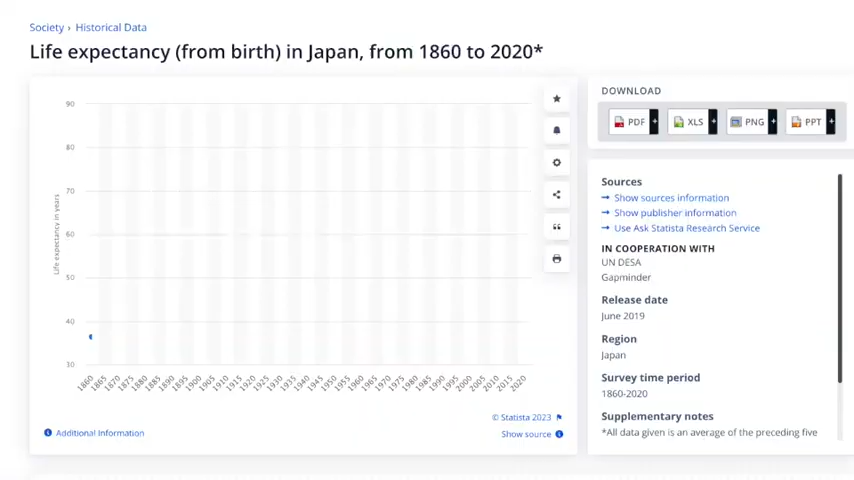 Society › Historical Data
Life expectancy (from birth) in Japan, from 1860 to 2020*
90
80
70
60
50
40
30
Life expectancy in years
1860 1865 1870 1875 1880 1885 1890 1895 1900 1905 1910 1915 1920 1925 1930 1935 1940 1945 1950 1955 1960 1965 1970 1975 1980 1985 1990 1995 2000 2005 2010 2015 2020
© Statista 2023
Additional Information
Show source
DOWNLOAD
PDF + XLS + PNG + PPT +
Sources
→ Show sources information
→ Show publisher information
→ Use Ask Statista Research Service
IN COOPERATION WITH
UN DESA
Gapminder
Release date
June 2019
Region
Japan
Survey time period
1860-2020
Supplementary notes
*All data given is an average of the preceding five